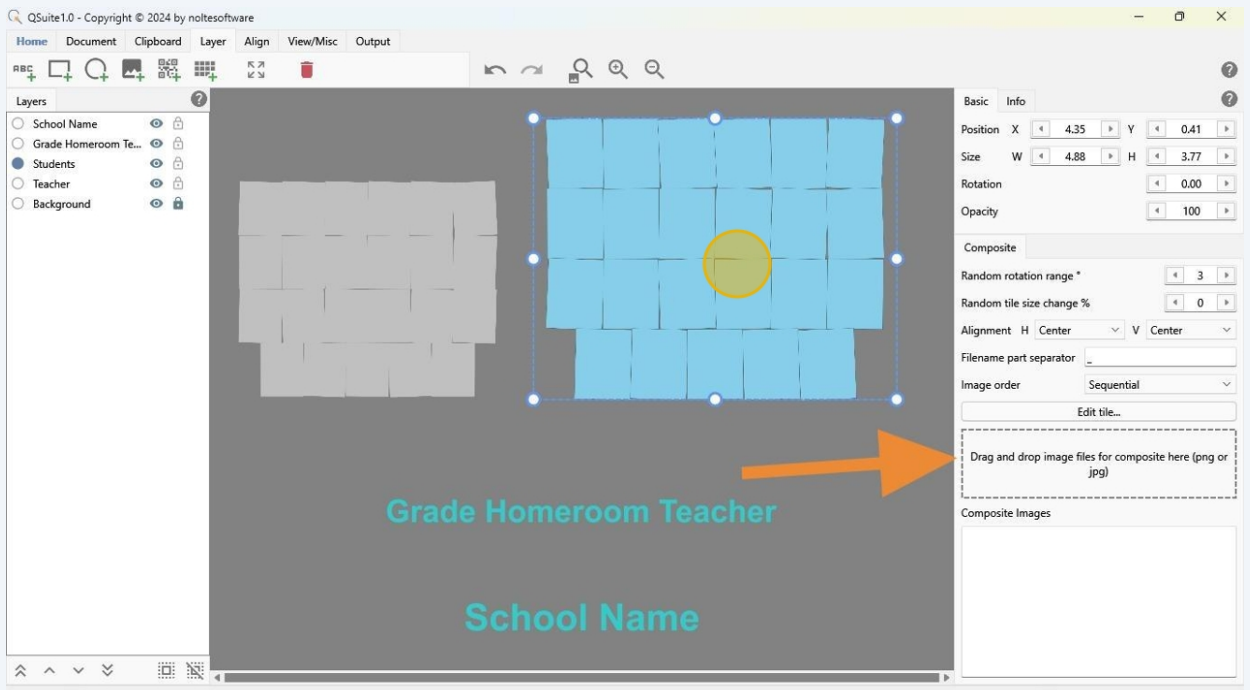 QSuite1.0 - Copyright © 2024 by noltesoftware
Home Document Clipboard Layer Align View/Misc Output
ABC
Layers
School Name
Grade Homeroom Te...
Students
Teacher
Background
Grade Homeroom Teacher
School Name
Basic Info
Position X 4.35 Y 0.41
Size W 4.88 H 3.77
Rotation 0.00
Opacity 100
Composite
Random rotation range ° 3
Random tile size change % 0
Alignment H Center V Center
Filename part separator _
Image order Sequential
Edit tile...
Drag and drop image files for composite here (png or
jpg)
Composite Images